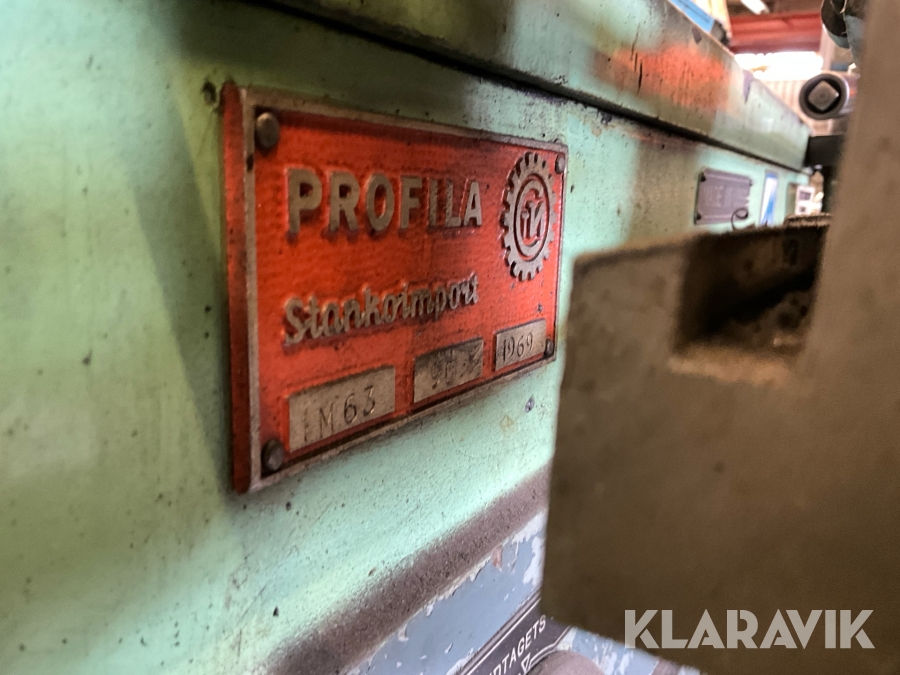 PROFILA
Stankoimport
1M63
1969
KLARAVIK